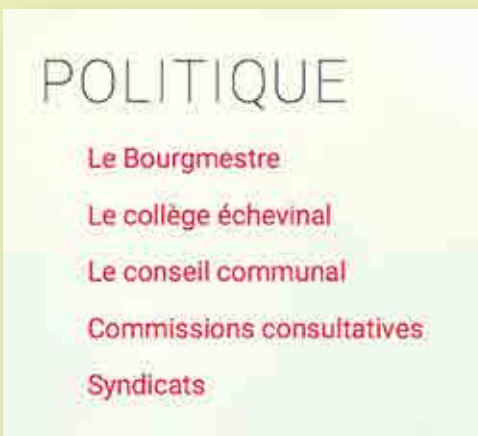 POLITIQUE
Le Bourgmestre
Le collège échevinal
Le conseil communal
Commissions consultatives
Syndicats